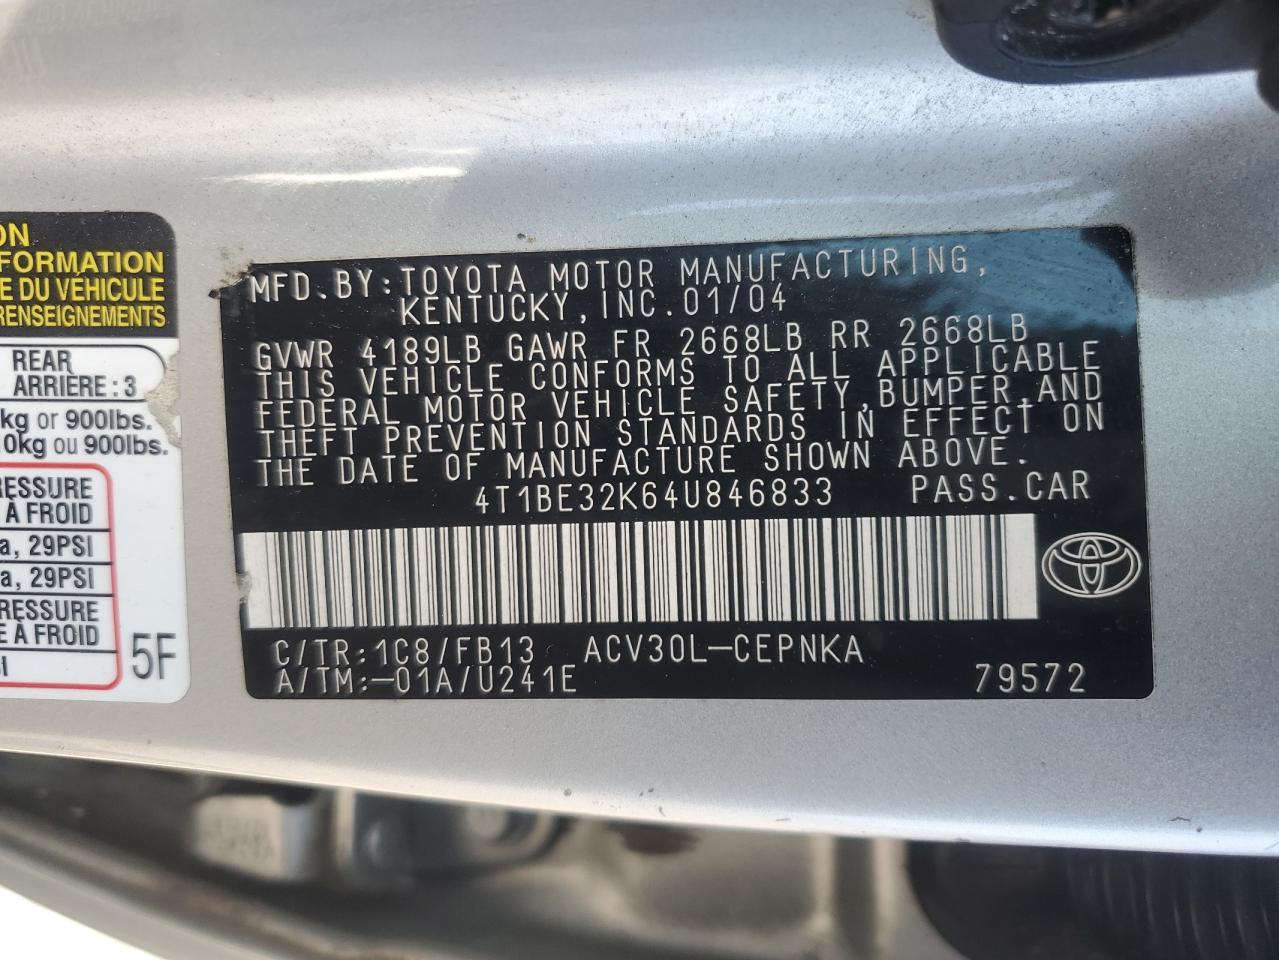 ON
FORMATION
E DU VÉHICULE
RENSEIGNEMENTS
REAR
ARRIERE : 3
kg or 900lbs.
0kg ou 900lbs.
RESSURE
À FROID
a, 29PSI
a, 29PSI
RESSURE
E À FROID
SI
5F
MFD. BY: TOYOTA MOTOR MANUFACTURING,
KENTUCKY, INC. 01/04
GVWR 4189LB GAWR FR 2668LB RR 2668LB
THIS VEHICLE CONFORMS TO ALL APPLICABLE
FEDERAL MOTOR VEHICLE SAFETY, BUMPER, AND
THEFT PREVENTION STANDARDS IN EFFECT ON
THE DATE OF MANUFACTURE SHOWN ABOVE.
4T1BE32K64U846833 PASS. CAR
C/TR: 1C8/FB13 ACV30L-CEPNKA
A/TM:-01A/U241E 79572